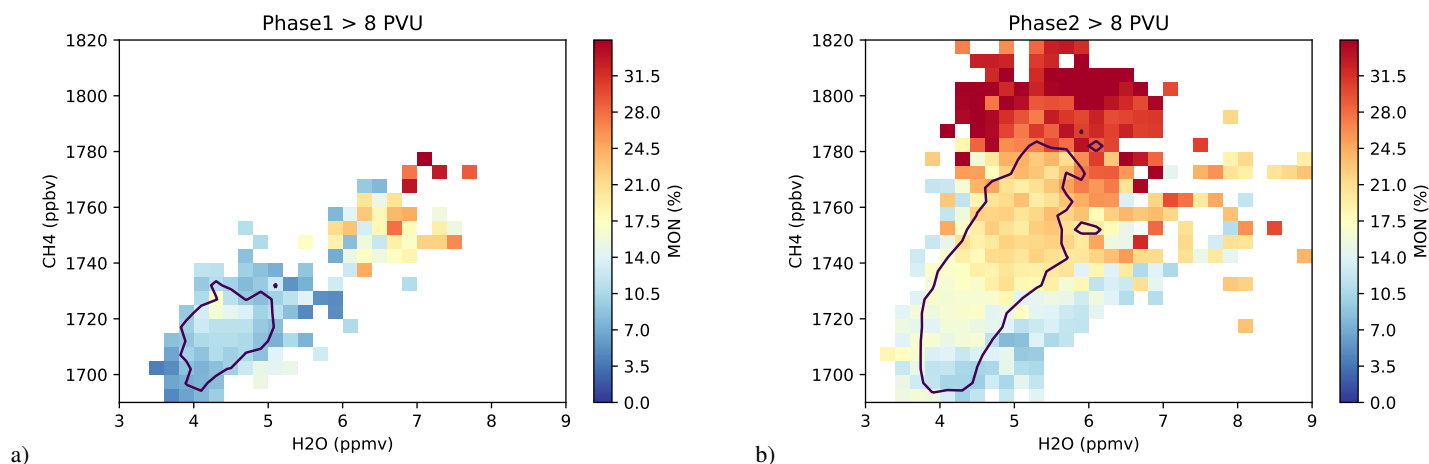 Phase1 > 8 PVU
1820
1800
1780
1760
1740
1720
1700
CH4 (ppbv)
3 4 5 6 7 8 9
H2O (ppmv)
31.5
28.0
24.5
21.0
17.5
14.0
10.5
7.0
3.5
0.0
MON (%)
a)
Phase2 > 8 PVU
1820
1800
1780
1760
1740
1720
1700
CH4 (ppbv)
3 4 5 6 7 8 9
H2O (ppmv)
31.5
28.0
24.5
21.0
17.5
14.0
10.5
7.0
3.5
0.0
MON (%)
b)